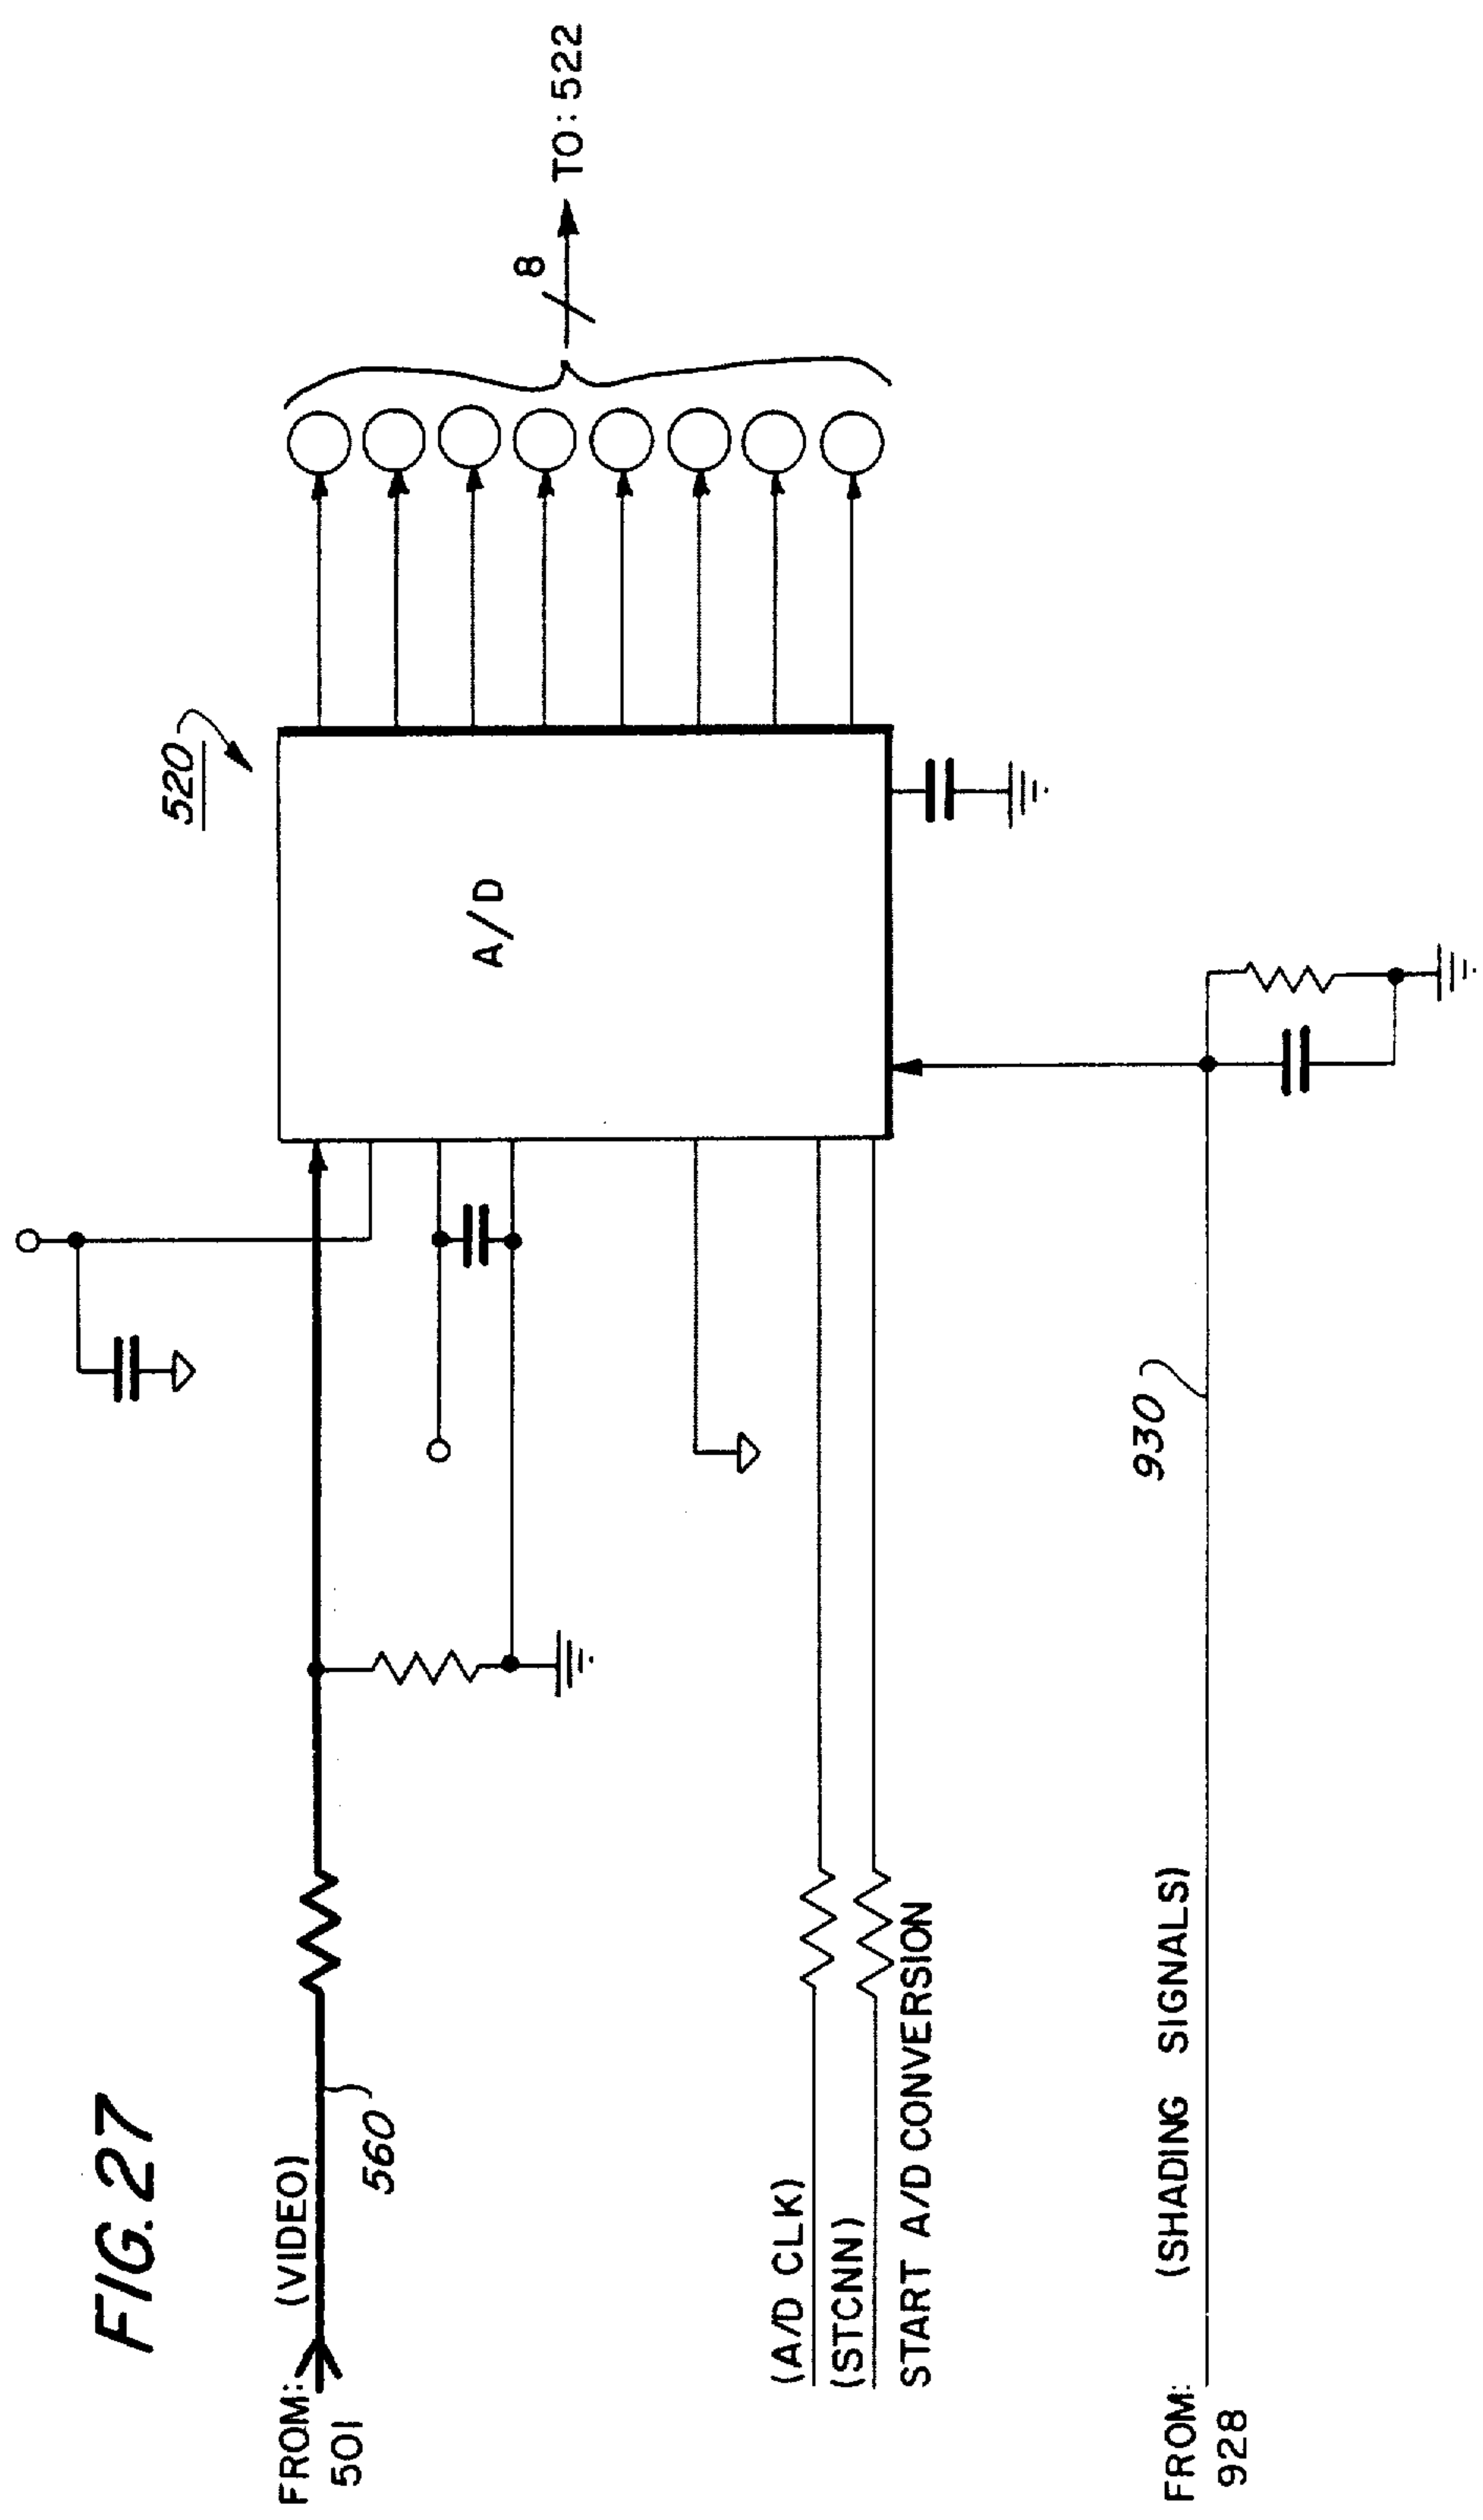 FIG. 27
520
FROM:
501
(VIDEO)
560
A/D
8
TO: 522
(A/D CLK)
(STCNN)
START A/D CONVERSION
930
FROM:
928
(SHADING SIGNALS)